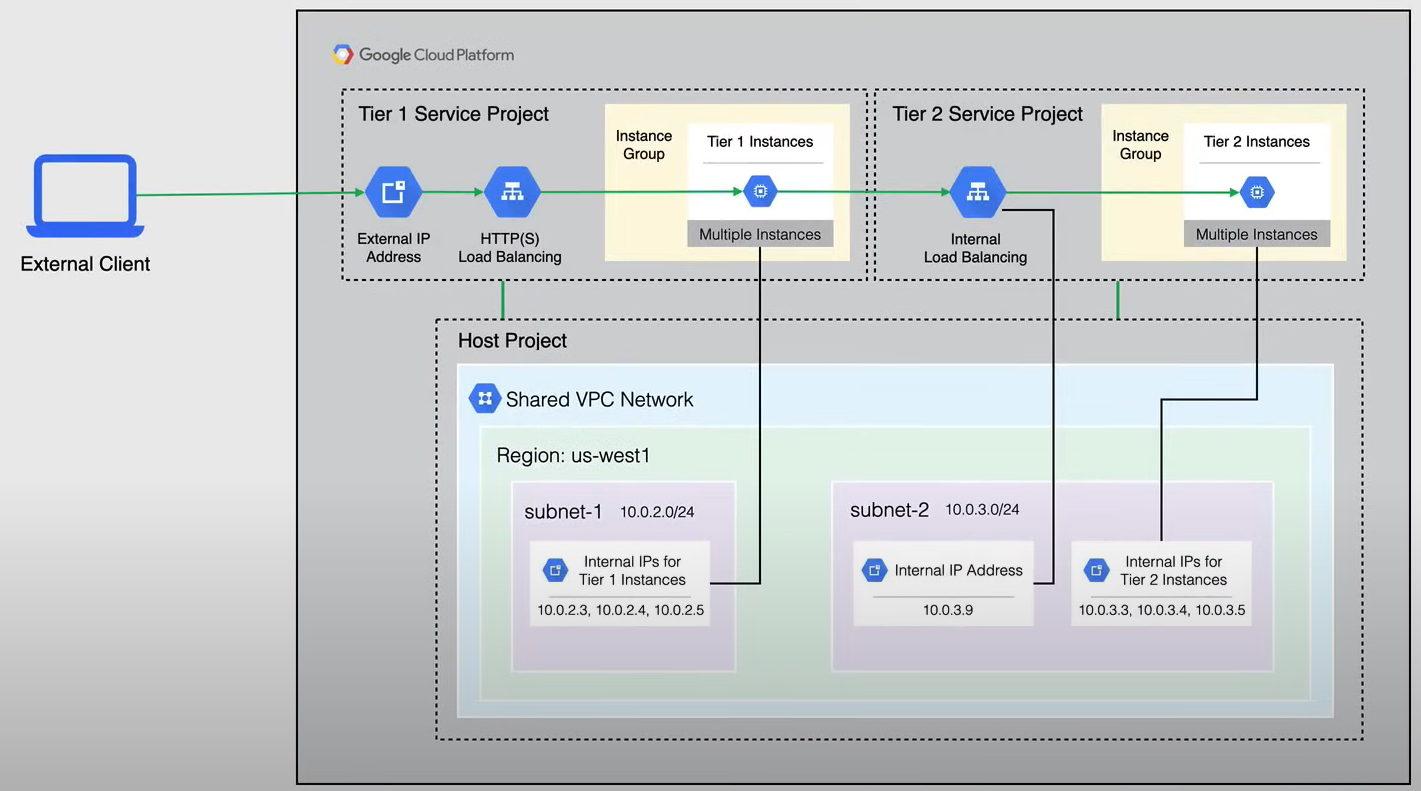 Google Cloud Platform
Tier 1 Service Project
Instance
Group
Tier 1 Instances
Multiple Instances
External IP
Address
HTTP(S)
Load Balancing
Tier 2 Service Project
Instance
Group
Tier 2 Instances
Multiple Instances
Internal
Load Balancing
External Client
Host Project
Shared VPC Network
Region: us-west1
subnet-1 10.0.2.0/24
Internal IPs for
Tier 1 Instances
10.0.2.3, 10.0.2.4, 10.0.2.5
subnet-2 10.0.3.0/24
Internal IP Address
10.0.3.9
Internal IPs for
Tier 2 Instances
10.0.3.3, 10.0.3.4, 10.0.3.5